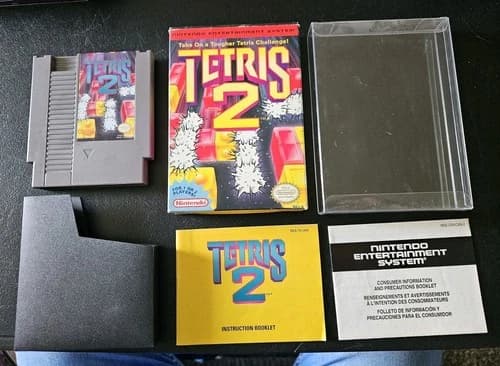 TETRIS
2
NINTENDO ENTERTAINMENT SYSTEM
Take On a Tougher Tetris Challenge!
TETRIS
2
FOR 1 OR 2
PLAYERS!
Nintendo
TETRIS
2
INSTRUCTION BOOKLET
NINTENDO
ENTERTAINMENT
SYSTEM
CONSUMER INFORMATION
AND PRECAUTIONS BOOKLET
RENSEIGNEMENTS ET AVERTISSEMENTS
À L'INTENTION DES CONSOMMATEURS
FOLLETO DE INFORMACIÓN Y
PRECAUCIONES PARA EL CONSUMIDOR